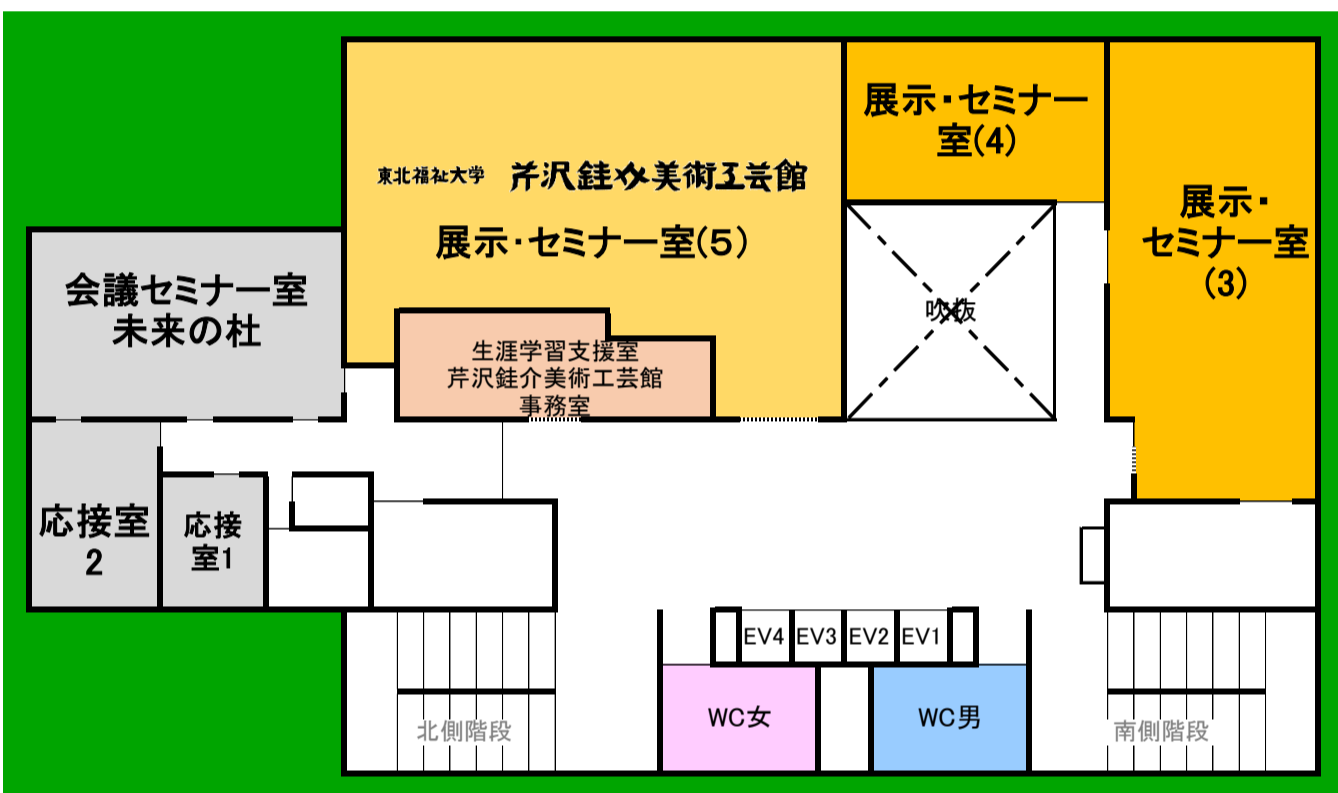 展示・セミナー
室(4)
東北福祉大学 芹沢銈介美術工芸館
展示・セミナー室(5)
展示・
セミナー室
(3)
会議セミナー室
未来の杜
吹抜
生涯学習支援室
芹沢銈介美術工芸館
事務室
応接室
2
応接
室1
EV4
EV3
EV2
EV1
WC女
WC男
北側階段
南側階段